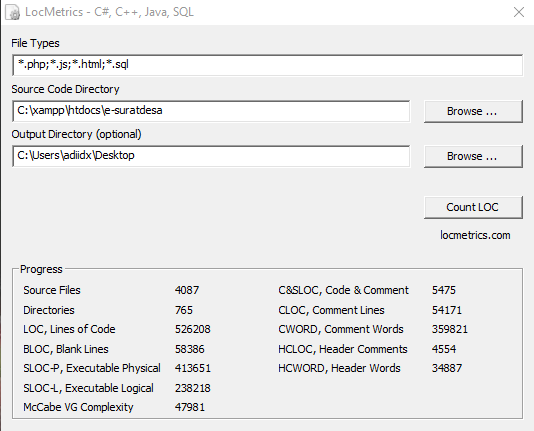 LocMetrics - C#, C++, Java, SQL
File Types
*.php;*.js;*.html;*.sql
Source Code Directory
C:\xampp\htdocs\e-suratdesa
Browse ...
Output Directory (optional)
C:\Users\adiidx\Desktop
Browse ...
Count LOC
locmetrics.com
Progress
Source Files 4087 C&SLOC, Code & Comment 5475
Directories 765 CLOC, Comment Lines 54171
LOC, Lines of Code 526208 CWORD, Comment Words 359821
BLOC, Blank Lines 58386 HCLOC, Header Comments 4554
SLOC-P, Executable Physical 413651 HCWORD, Header Words 34887
SLOC-L, Executable Logical 238218
McCabe VG Complexity 47981